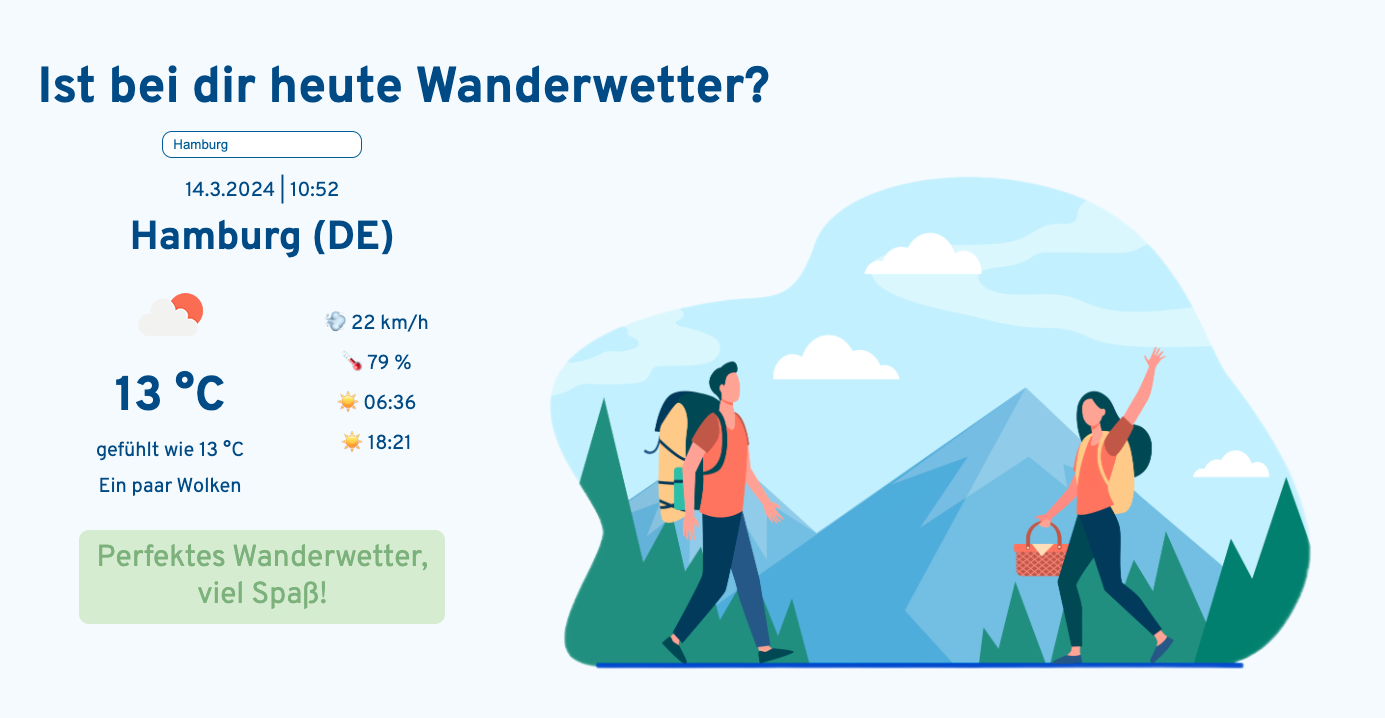 Ist bei dir heute Wanderwetter?
Hamburg
14.3.2024 | 10:52
Hamburg (DE)
22 km/h
79 %
06:36
18:21
13 °C
gefühlt wie 13 °C
Ein paar Wolken
Perfektes Wanderwetter,
viel Spaß!